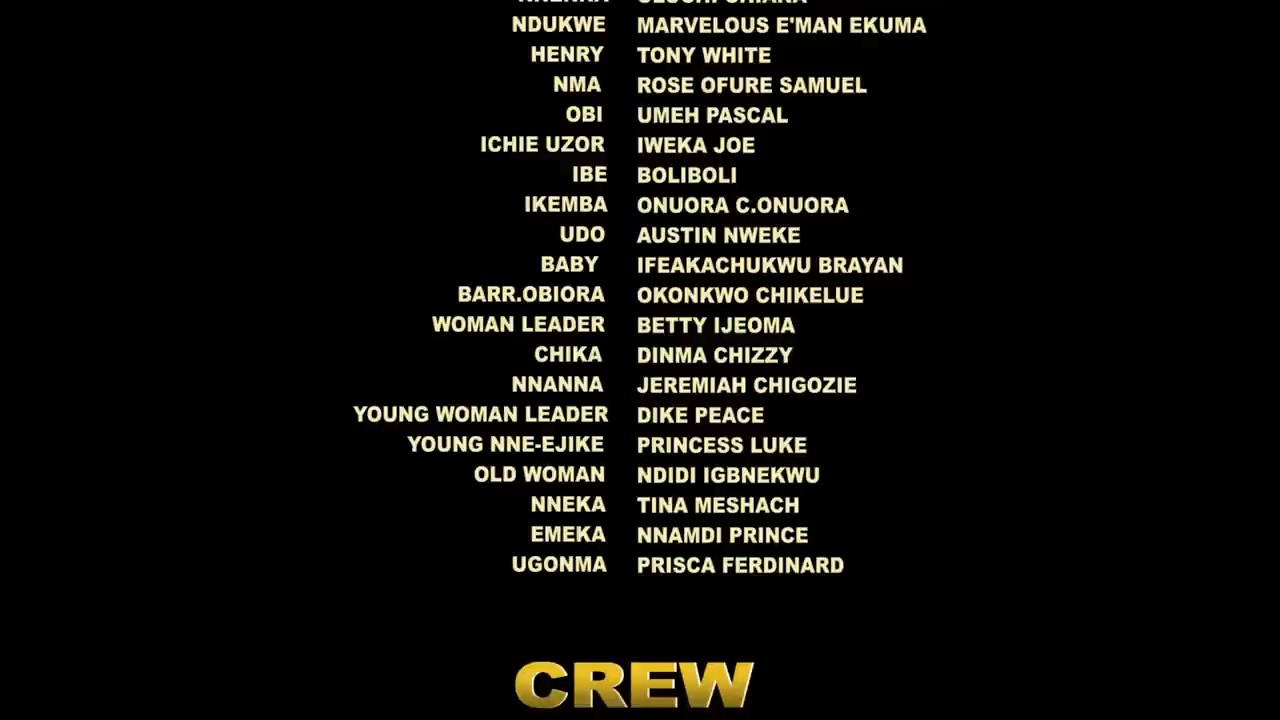 NDUKWE MARVELOUS E'MAN EKUMA
HENRY TONY WHITE
NMA ROSE OFURE SAMUEL
OBI UMEH PASCAL
ICHIE UZOR IWEKA JOE
IBE BOLIBOLI
IKEMBA ONUORA C.ONUORA
UDO AUSTIN NWEKE
BABY IFEAKACHUKWU BRAYAN
BARR.OBIORA OKONKWO CHIKELUE
WOMAN LEADER BETTY IJEOMA
CHIKA DINMA CHIZZY
NNANNA JEREMIAH CHIGOZIE
YOUNG WOMAN LEADER DIKE PEACE
YOUNG NNE-EJIKE PRINCESS LUKE
OLD WOMAN NDIDI IGBNEKWU
NNEKA TINA MESHACH
EMEKA NNAMDI PRINCE
UGONMA PRISCA FERDINARD
CREW